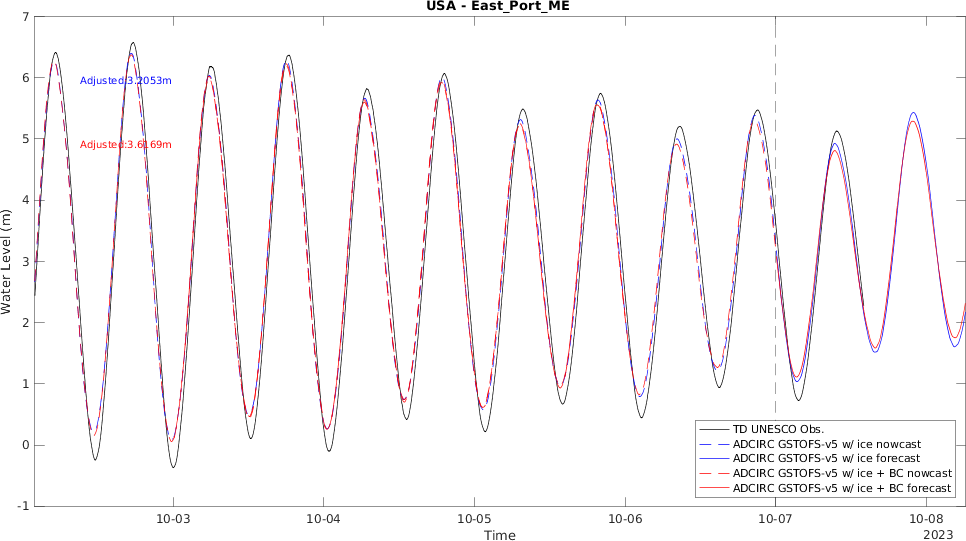 USA - East_Port_ME
7
6
5
4
3
2
1
0
-1
Water Level (m)
Adjusted:3.2053m
Adjusted:3.6169m
TD UNESCO Obs.
ADCIRC GSTOFS-v5 w/ ice nowcast
ADCIRC GSTOFS-v5 w/ ice forecast
ADCIRC GSTOFS-v5 w/ ice + BC nowcast
ADCIRC GSTOFS-v5 w/ ice + BC forecast
10-03 10-04 10-05 10-06 10-07 10-08
Time
2023